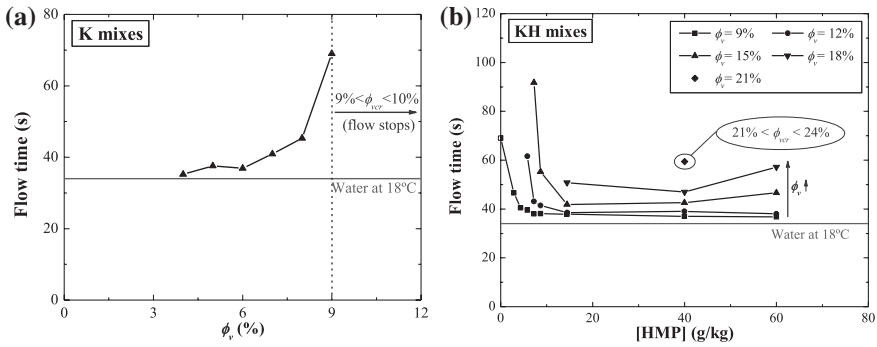 (a)
K mixes
80
60
40
20
0
0 3 6 9 12
Flow time (s)
ϕv (%)
9%<ϕvcr<10%
(flow stops)
Water at 18ºC
(b)
KH mixes
120
100
80
60
40
20
0
0 20 40 60 80
Flow time (s)
[HMP] (g/kg)
ϕv= 9% ϕv= 12%
ϕv= 15% ϕv= 18%
ϕv= 21%
21% < ϕvcr < 24%
ϕv
Water at 18ºC